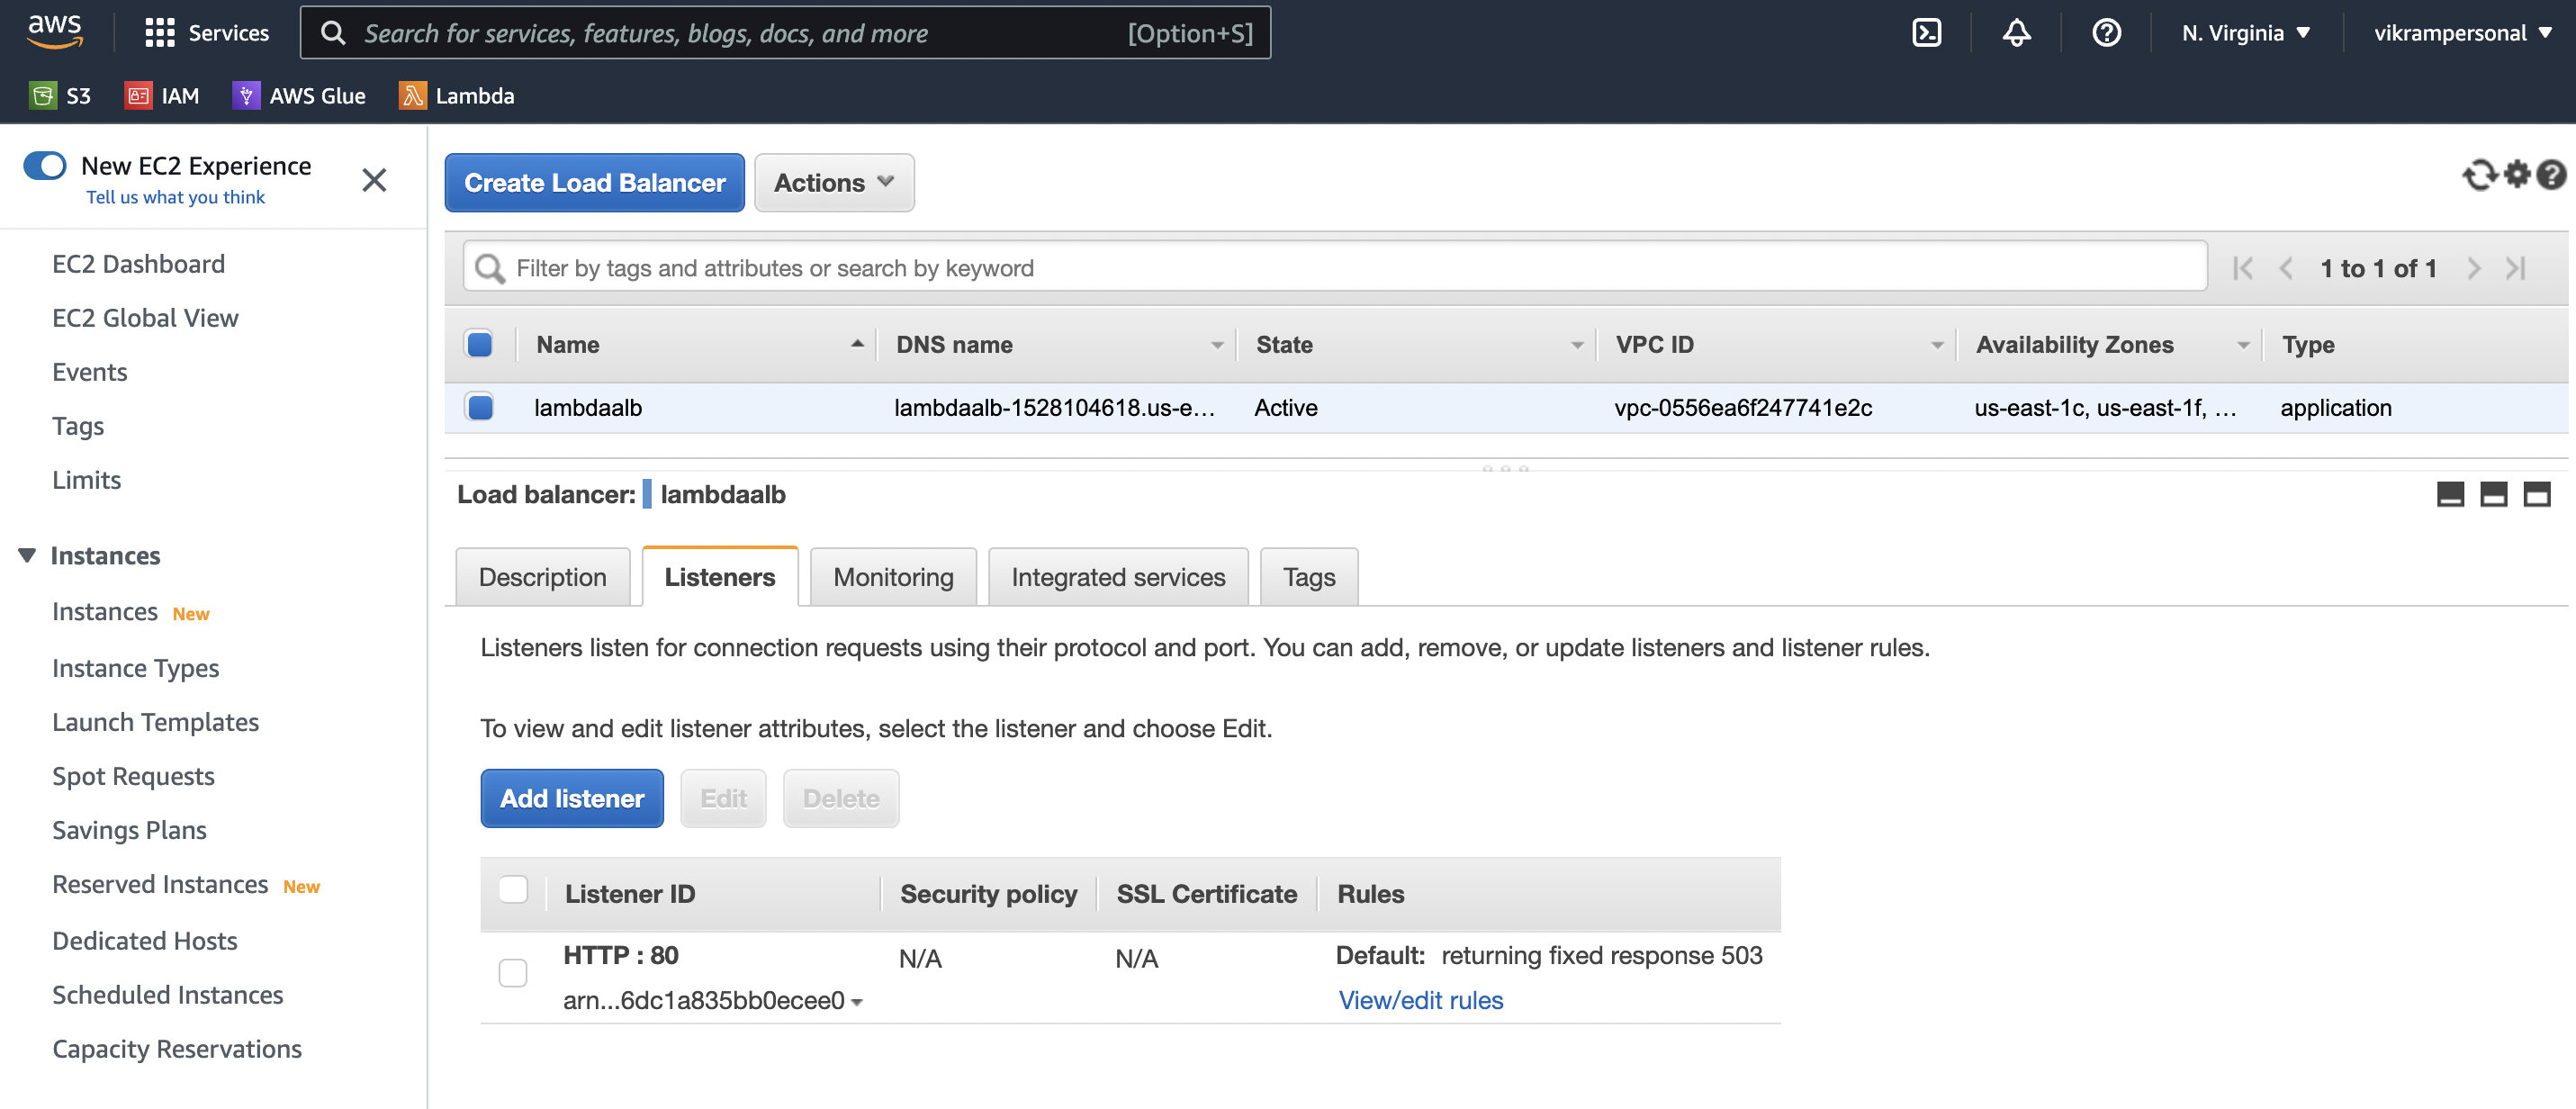 aws
Services
Search for services, features, blogs, docs, and more [Option+S]
N. Virginia
vikrampersonal
S3
IAM
AWS Glue
Lambda
New EC2 Experience
Tell us what you think
EC2 Dashboard
EC2 Global View
Events
Tags
Limits
Instances
Instances New
Instance Types
Launch Templates
Spot Requests
Savings Plans
Reserved Instances New
Dedicated Hosts
Scheduled Instances
Capacity Reservations
Create Load Balancer
Actions
Filter by tags and attributes or search by keyword
1 to 1 of 1
Name DNS name State VPC ID Availability Zones Type
lambdaalb lambdaalb-1528104618.us-e... Active vpc-0556ea6f247741e2c us-east-1c, us-east-1f, ... application
Load balancer: lambdaalb
Description
Listeners
Monitoring
Integrated services
Tags
Listeners listen for connection requests using their protocol and port. You can add, remove, or update listeners and listener rules.
To view and edit listener attributes, select the listener and choose Edit.
Add listener
Edit
Delete
Listener ID Security policy SSL Certificate Rules
HTTP : 80 N/A N/A Default: returning fixed response 503
arn...6dc1a835bb0ecee0 View/edit rules